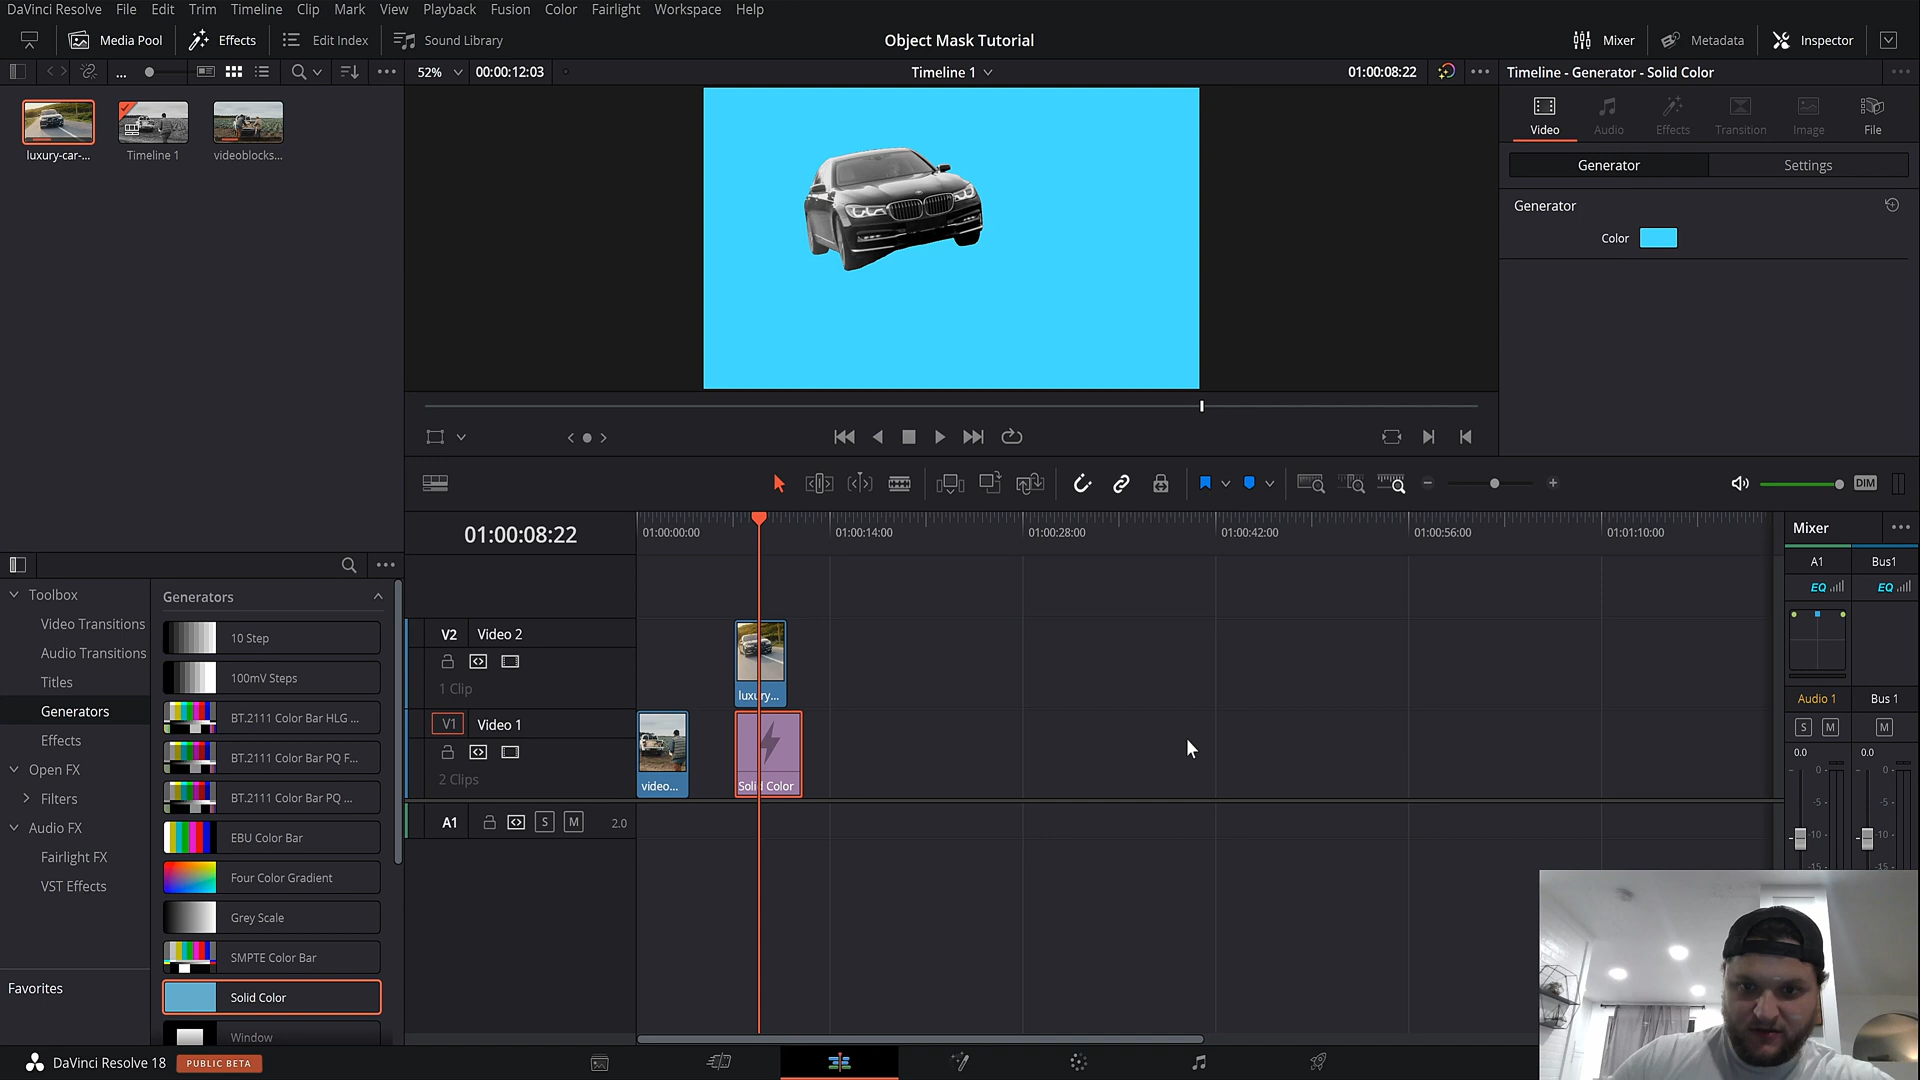 DaVinci Resolve File Edit Trim Timeline Clip Mark View Playback Fusion Color Fairlight Workspace Help
Media Pool Effects Edit Index Sound Library Object Mask Tutorial Mixer Metadata Inspector
52% 00:00:12:03 Timeline 1 01:00:08:22 Timeline - Generator - Solid Color
Video Audio Effects Transition Image File
luxury-car-... Timeline 1 videoblocks...
Generator Settings
Generator
Color
DIM
01:00:08:22 01:00:00:00 01:00:14:00 01:00:28:00 01:00:42:00 01:00:56:00 01:01:10:00
Mixer
A1 Bus1
EQ EQ
Toolbox
Video Transitions
Audio Transitions
Titles
Generators
Effects
Open FX
Filters
Audio FX
Fairlight FX
VST Effects
Favorites
Generators
10 Step
100mV Steps
BT.2111 Color Bar HLG ...
BT.2111 Color Bar PQ F...
BT.2111 Color Bar PQ ...
EBU Color Bar
Four Color Gradient
Grey Scale
SMPTE Color Bar
Solid Color
Window
V2 Video 2
1 Clip
luxury...
V1 Video 1
2 Clips
video... Solid Color
A1 S M 2.0
Audio 1 Bus 1
S M M
0.0 0.0
0 0
-5 -5
-10 -10
-15 -15
DaVinci Resolve 18 PUBLIC BETA